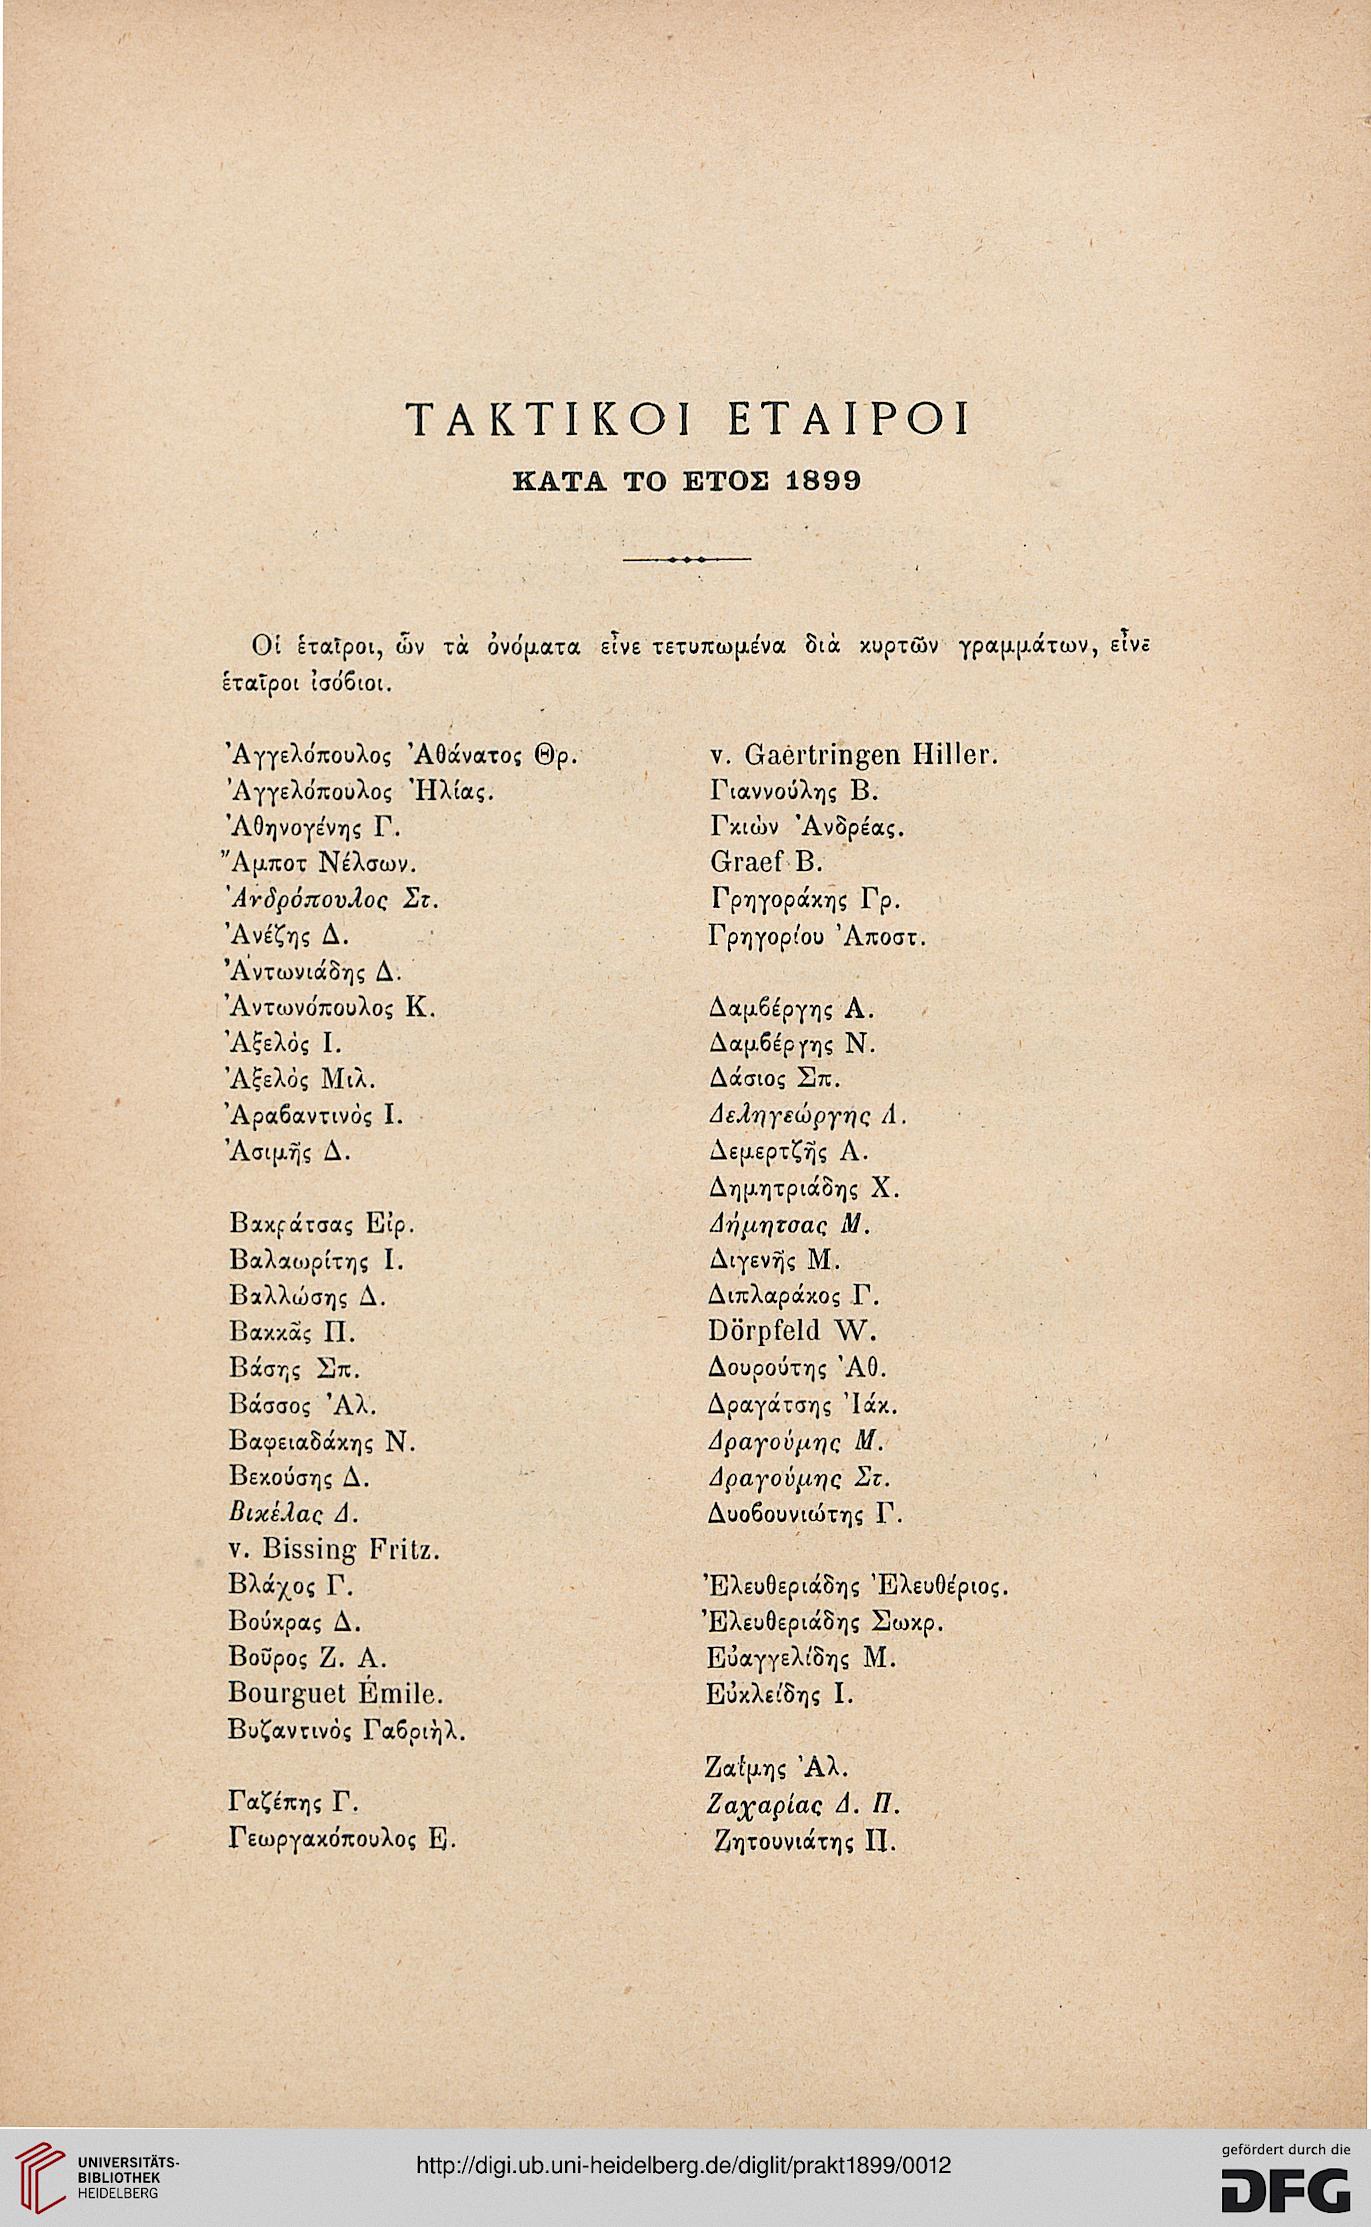 ΤΑΚΤΙΚΟΙ ΕΤΑΙΡΟΙ
ΚΑΤΑ ΤΟ ΕΤΟΣ 1899
Οἱ ἑταῖροι, ὧν τὰ ὀνόματα εἶνε τετυπωμένα διὰ κυρτῶν γραμμάτων, εἶνε
ἑταῖροι ἰσόβιοι.
Ἀγγελόπουλος Ἀθάνατος Θρ.
Ἀγγελόπουλος Ἠλίας.
Ἀθηνογένης Γ.
Ἄμποτ Νέλσων.
Ἀνδρόπουλος Στ.
Ἀνέζης Δ.
Ἀντωνιάδης Δ.
Ἀντωνόπουλος Κ.
Ἀξελὸς Ι.
Ἀξελὸς Μιλ.
Ἀραβαντινὸς Ι.
Ἀσιμῆς Δ.
Βακράτσας Εἰρ.
Βαλαωρίτης Ι.
Βαλλώσης Δ.
Βακκᾶς Π.
Βάσης Σπ.
Βάσσος Ἀλ.
Βαφειαδάκης Ν.
Βεκούσης Δ.
Βικέλας Δ.
v. Bissing Fritz.
Βλάχος Γ.
Βούκρας Δ.
Βοῦρος Ζ. Α.
Bourguet Émile.
Βυζαντινὸς Γαβριὴλ.
Γαζέπης Γ.
Γεωργακόπουλος Ε.
v. Gaërtringen Hiller.
Γιαννούλης Β.
Γκιὼν Ἀνδρέας.
Graef B.
Γρηγοράκης Γρ.
Γρηγορίου Ἀποστ.
Δαμβέργης Α.
Δαμβέργης Ν.
Δάσιος Σπ.
Δεληγεώργης Λ.
Δεμερτζῆς Α.
Δημητριάδης Χ.
Δήμητσας Μ.
Διγενῆς Μ.
Διπλαράκος Γ.
Dörpfeld W.
Δουρούτης Ἀθ.
Δραγάτσης Ἰάκ.
Δραγούμης Μ.
Δραγούμης Στ.
Δυοβουνιώτης Γ.
Ἐλευθεριάδης Ἐλευθέριος.
Ἐλευθεριάδης Σωκρ.
Εὐαγγελίδης Μ.
Εὐκλείδης Ι.
Ζαΐμης Ἀλ.
Ζαχαρίας Δ. Π.
Ζητουνιάτης Π.
UNIVERSITÄTS-
BIBLIOTHEK
HEIDELBERG
http://digi.ub.uni-heidelberg.de/diglit/prakt1899/0012
gefördert durch die
DFG